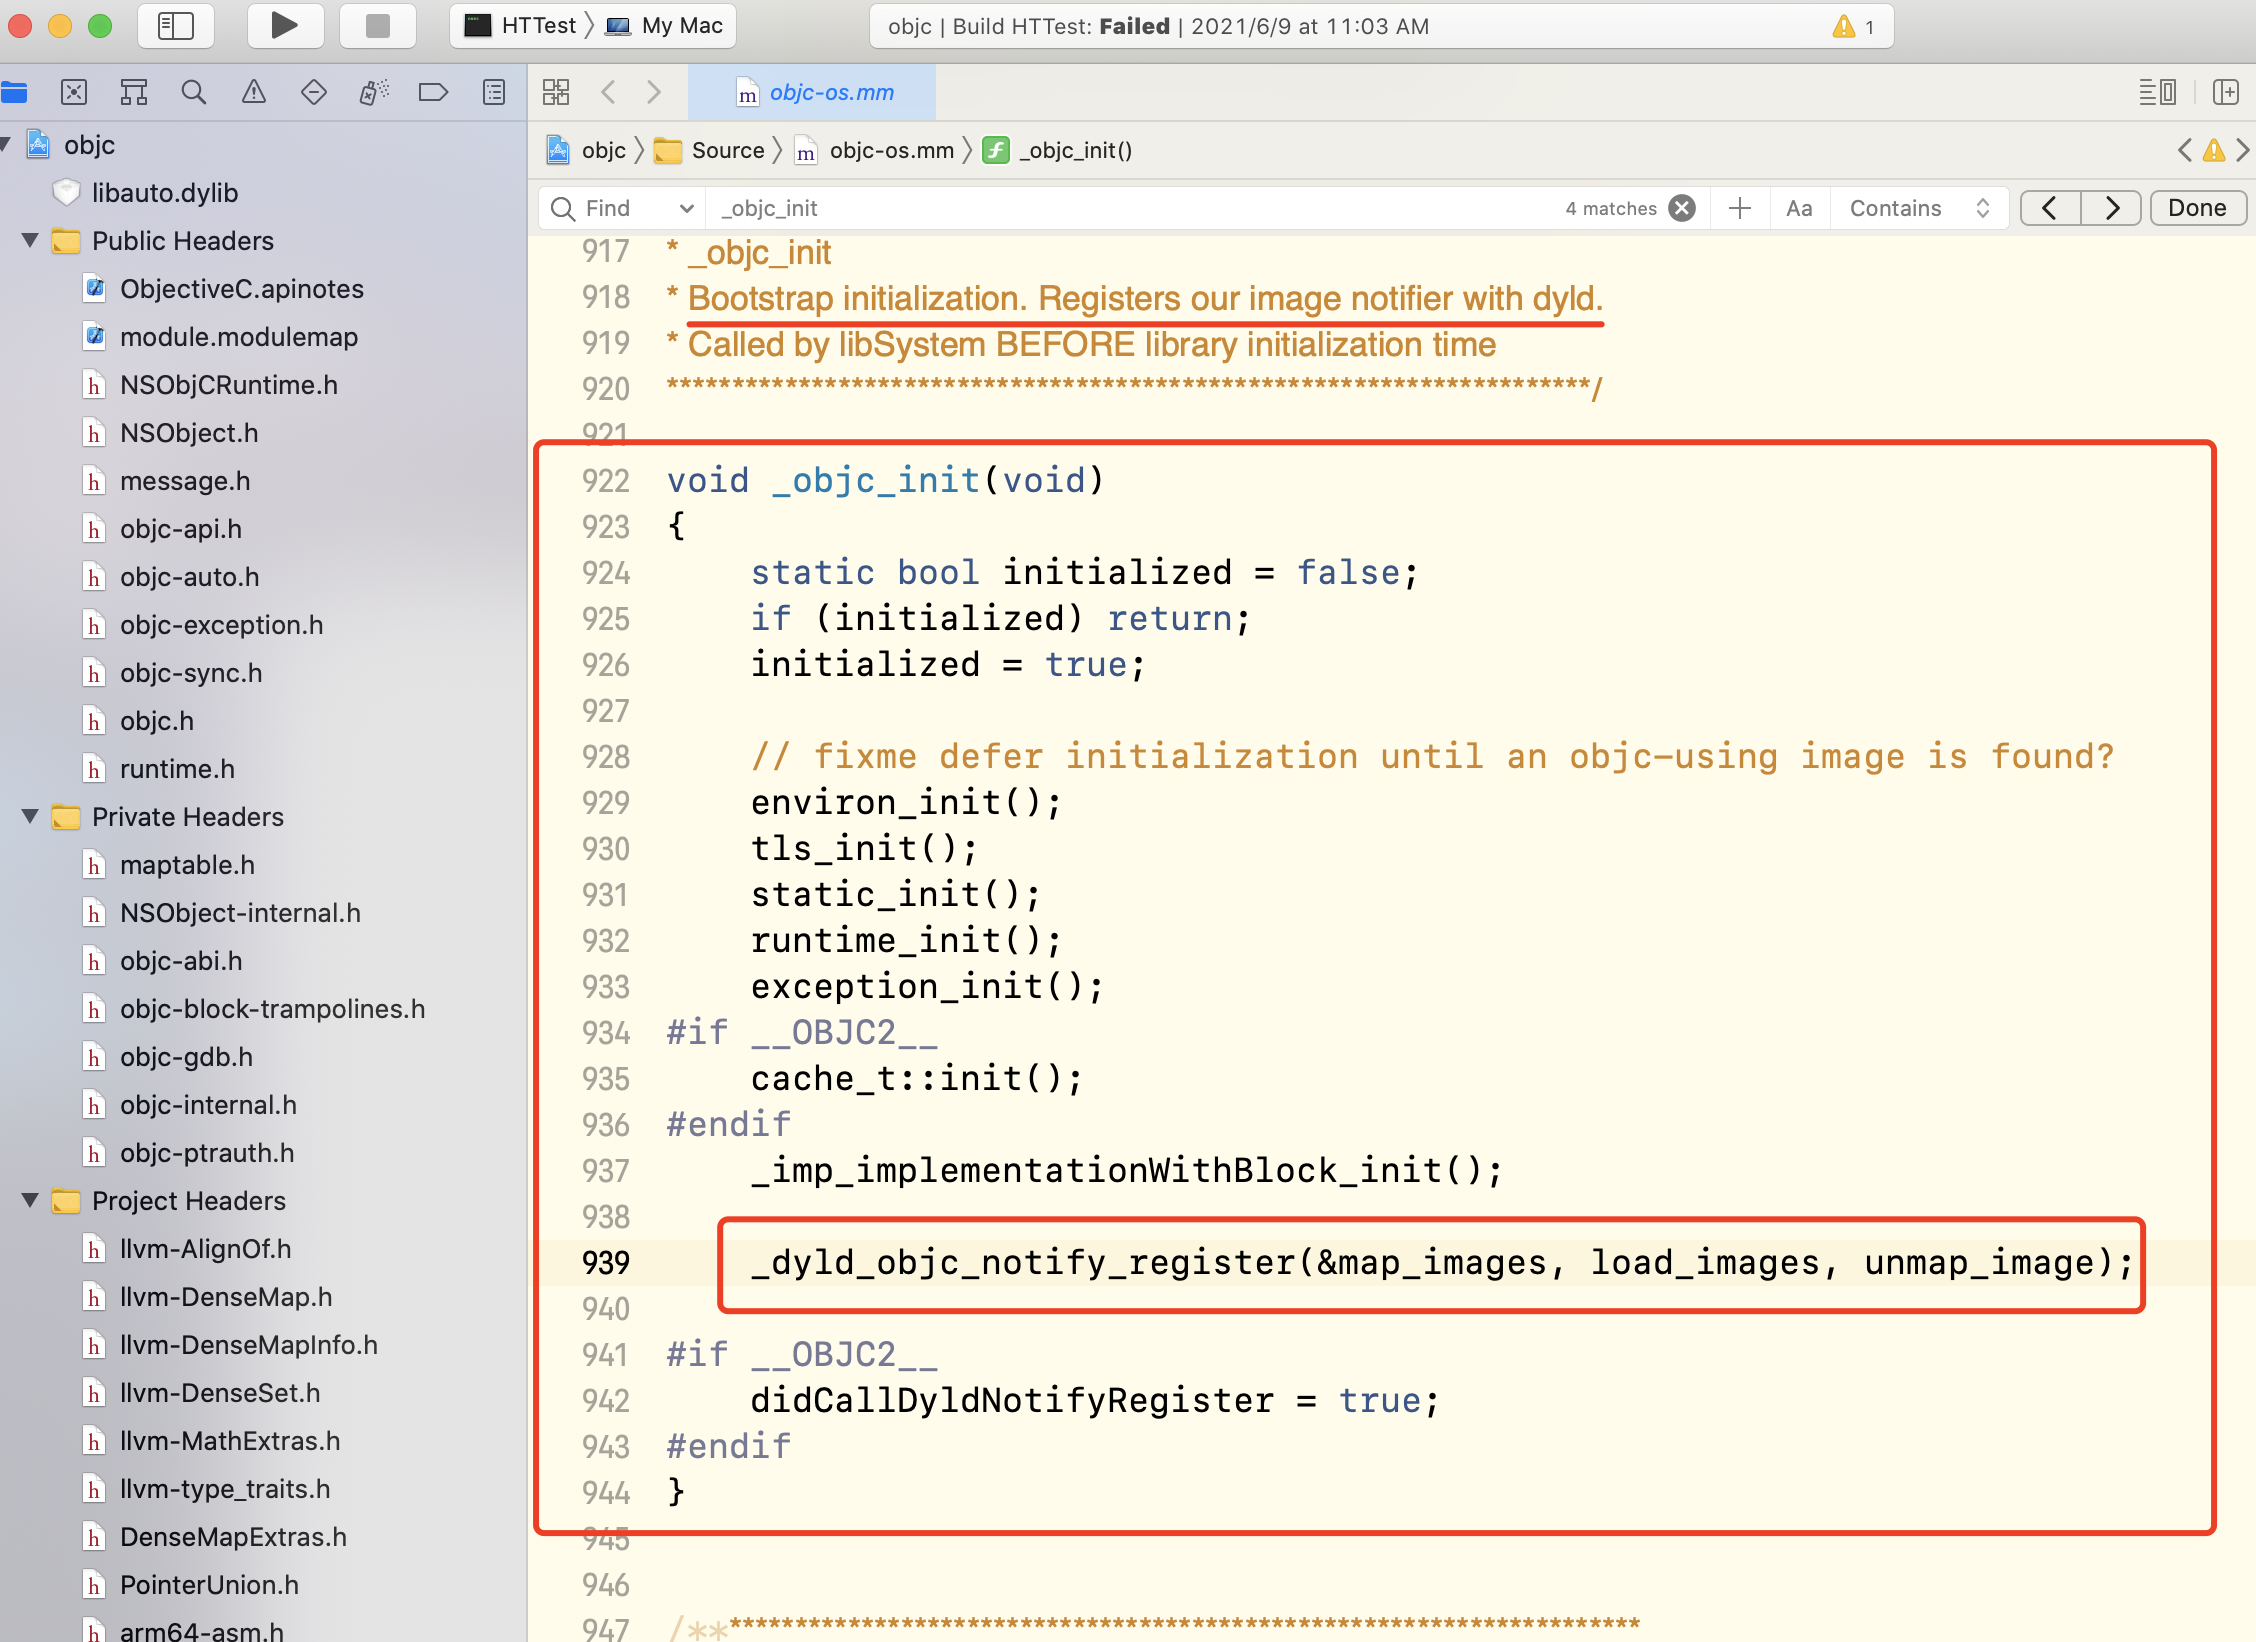 HTTest 〉 My Mac
objc | Build HTTest: Failed | 2021/6/9 at 11:03 AM
1
objc-os.mm
objc 〉 Source 〉 objc-os.mm 〉 _objc_init()
Find _objc_init 4 matches Aa Contains Done
objc
libauto.dylib
Public Headers
ObjectiveC.apinotes
module.modulemap
NSObjCRuntime.h
NSObject.h
message.h
objc-api.h
objc-auto.h
objc-exception.h
objc-sync.h
objc.h
runtime.h
Private Headers
maptable.h
NSObject-internal.h
objc-abi.h
objc-block-trampolines.h
objc-gdb.h
objc-internal.h
objc-ptrauth.h
Project Headers
llvm-AlignOf.h
llvm-DenseMap.h
llvm-DenseMapInfo.h
llvm-DenseSet.h
llvm-MathExtras.h
llvm-type_traits.h
DenseMapExtras.h
PointerUnion.h
arm64-asm.h
917 * _objc_init
918 * Bootstrap initialization. Registers our image notifier with dyld.
919 * Called by libSystem BEFORE library initialization time
920 **********************************************************************/
921
922 void _objc_init(void)
923 {
924     static bool initialized = false;
925     if (initialized) return;
926     initialized = true;
927
928     // fixme defer initialization until an objc-using image is found?
929     environ_init();
930     tls_init();
931     static_init();
932     runtime_init();
933     exception_init();
934 #if __OBJC2__
935     cache_t::init();
936 #endif
937     _imp_implementationWithBlock_init();
938
939     _dyld_objc_notify_register(&map_images, load_images, unmap_image);
940
941 #if __OBJC2__
942     didCallDyldNotifyRegister = true;
943 #endif
944 }
945
946
947 /***********************************************************************